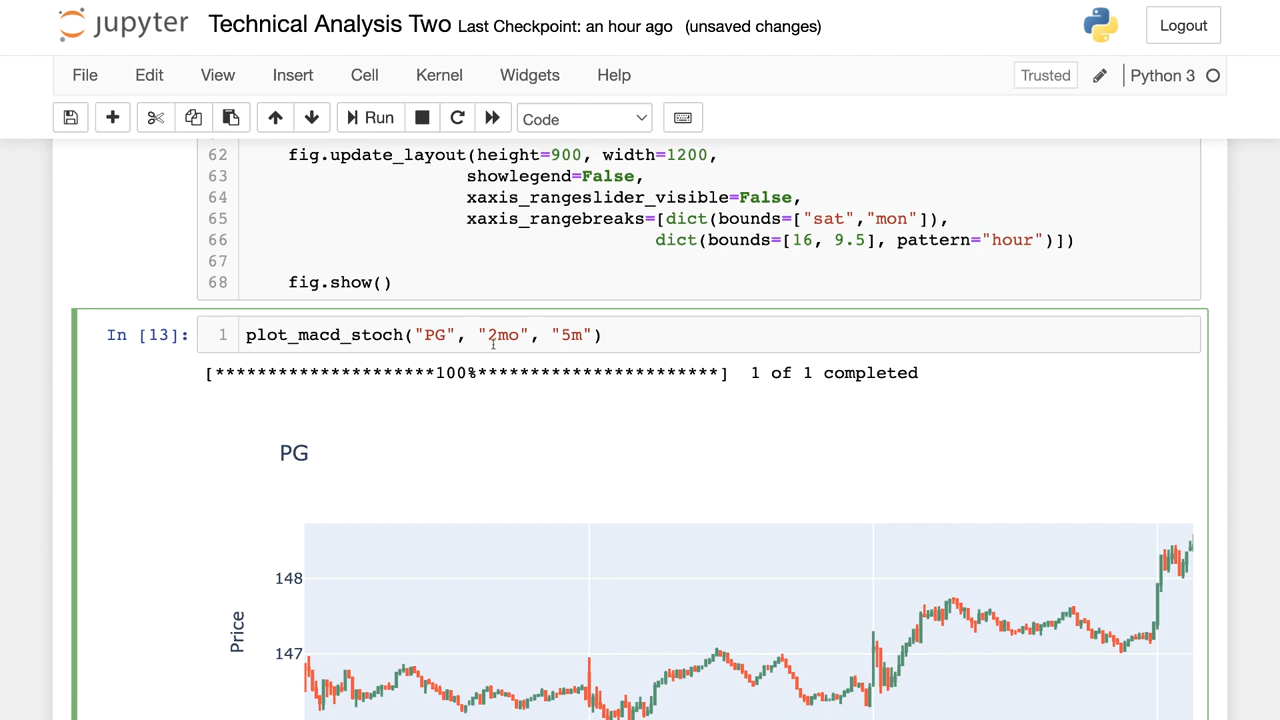 jupyter Technical Analysis Two Last Checkpoint: an hour ago (unsaved changes) Logout
File Edit View Insert Cell Kernel Widgets Help Trusted Python 3
Run Code
62 fig.update_layout(height=900, width=1200,
63 showlegend=False,
64 xaxis_rangeslider_visible=False,
65 xaxis_rangebreaks=[dict(bounds=["sat","mon"]),
66 dict(bounds=[16, 9.5], pattern="hour")])
67
68 fig.show()
In [13]: 1 plot_macd_stoch("PG", "2mo", "5m")
[*********************100%***********************] 1 of 1 completed
PG
148
Price
147